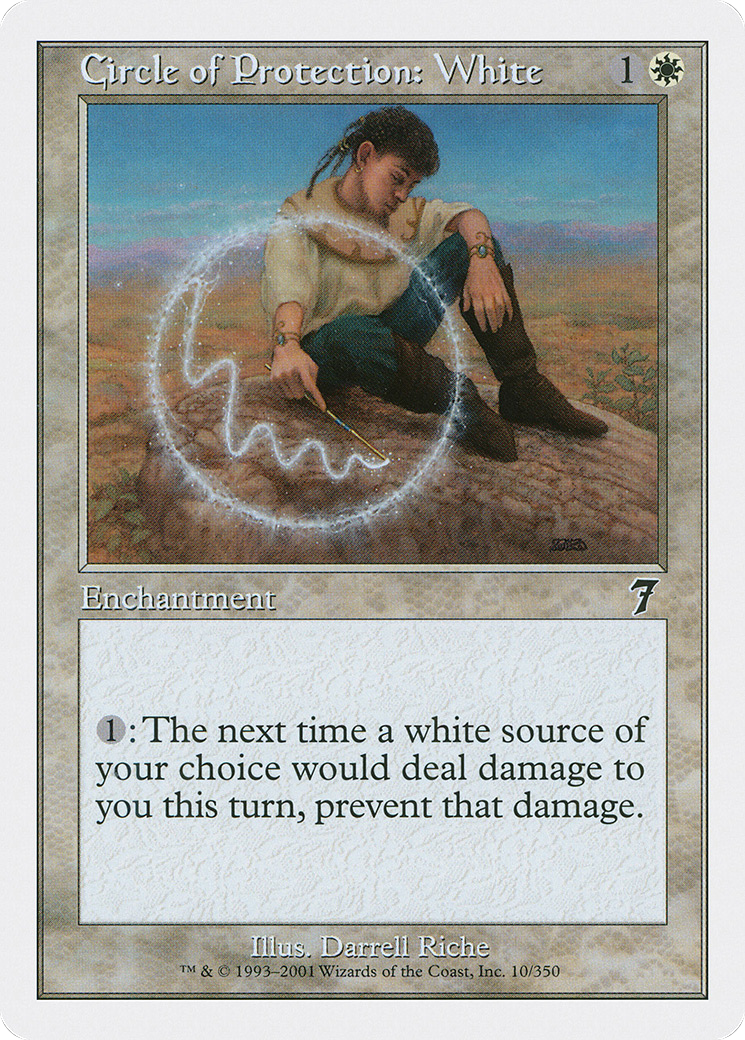 Circle of Protection: White 1
Enchantment 7
1: The next time a white source of
your choice would deal damage to
you this turn, prevent that damage.
Illus. Darrell Riche
™ & © 1993–2001 Wizards of the Coast, Inc. 10/350